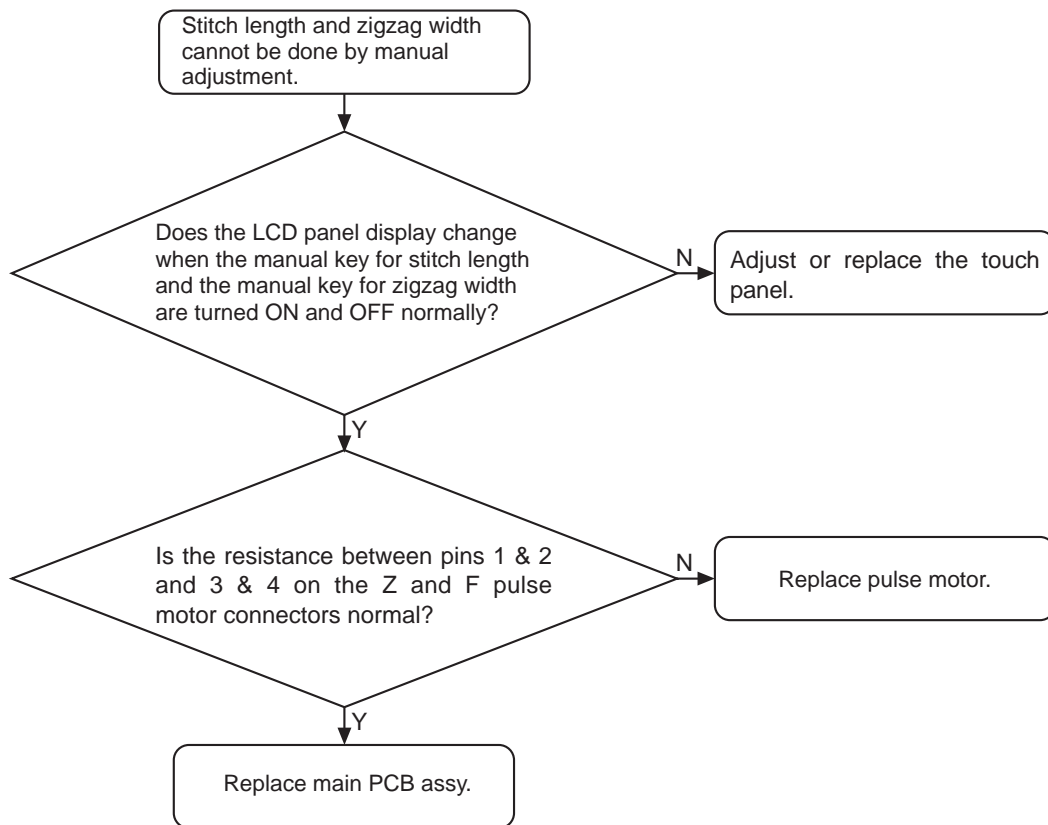 Stitch length and zigzag width
cannot be done by manual
adjustment.
Does the LCD panel display change
when the manual key for stitch length
and the manual key for zigzag width
are turned ON and OFF normally?
N
Adjust or replace the touch
panel.
Y
Is the resistance between pins 1 & 2
and 3 & 4 on the Z and F pulse
motor connectors normal?
N
Replace pulse motor.
Y
Replace main PCB assy.